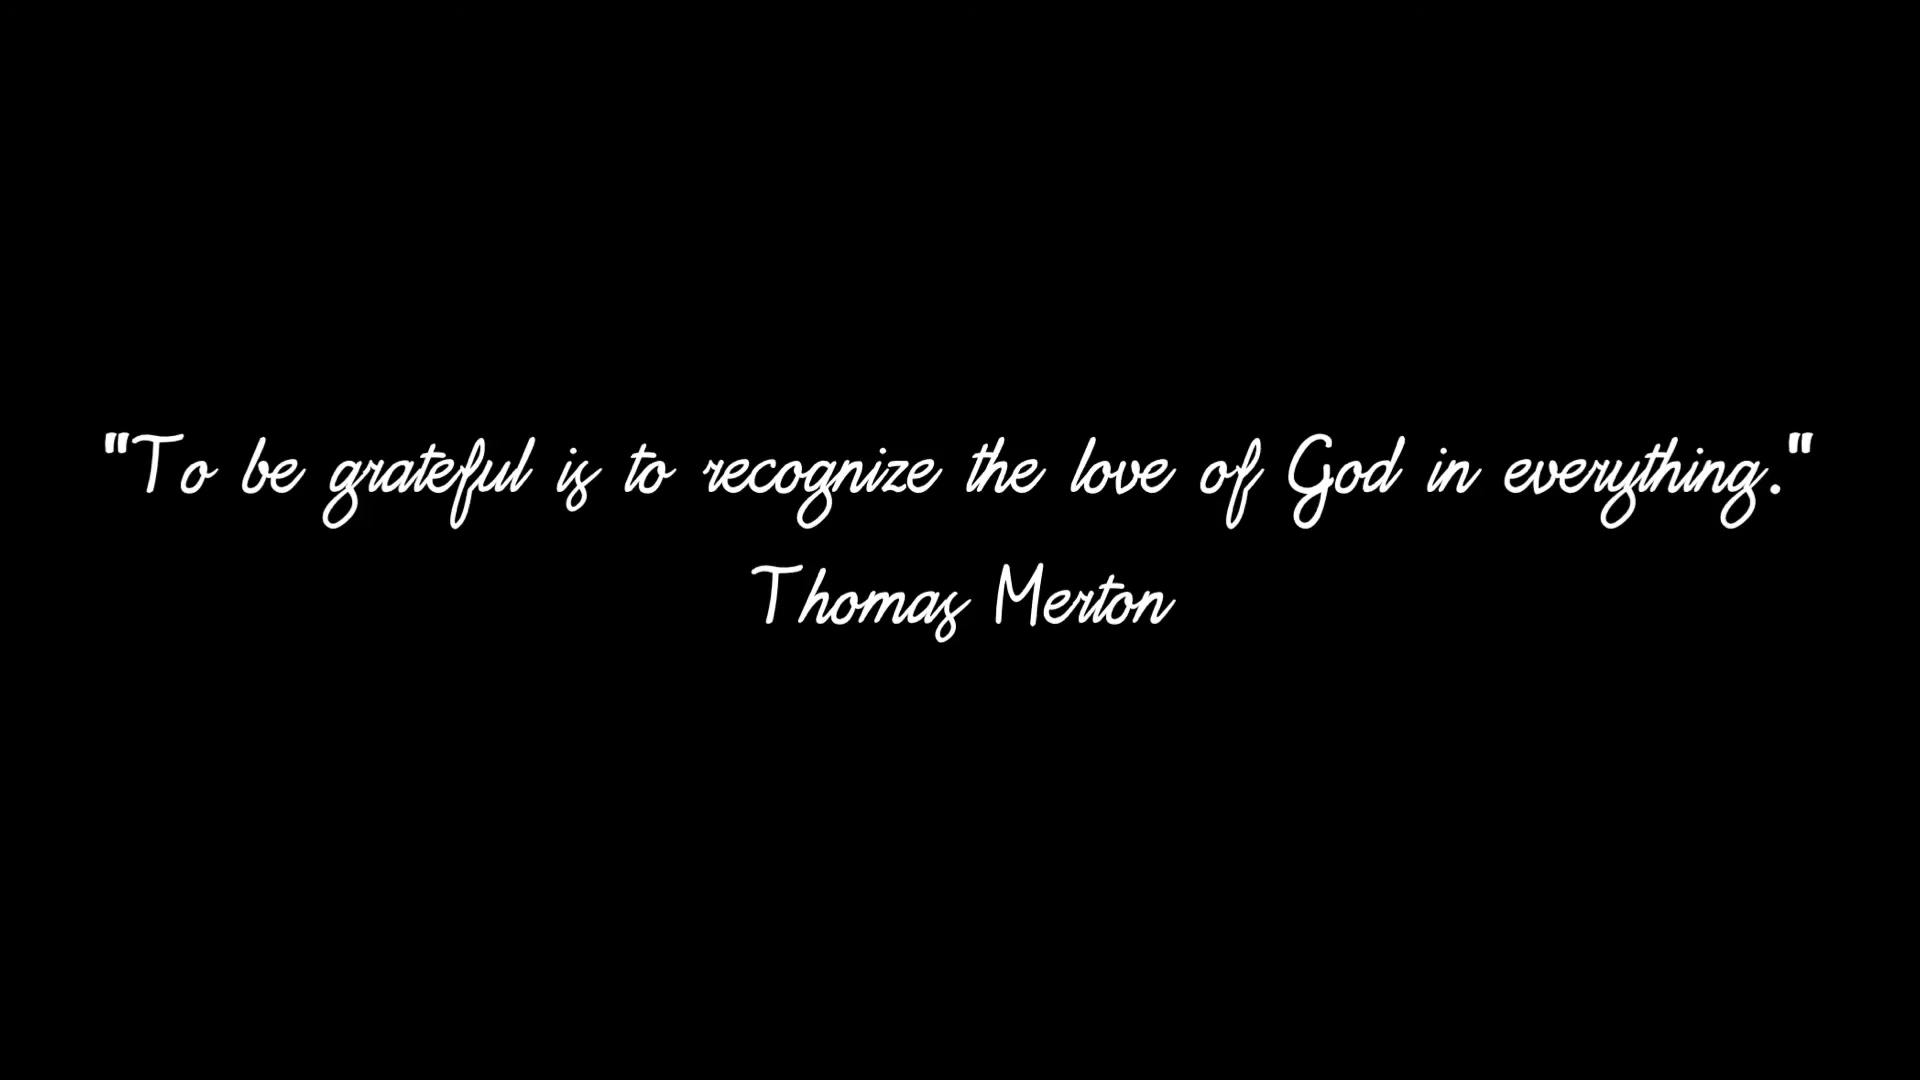 "To be grateful is to recognize the love of God in everything."
Thomas Merton